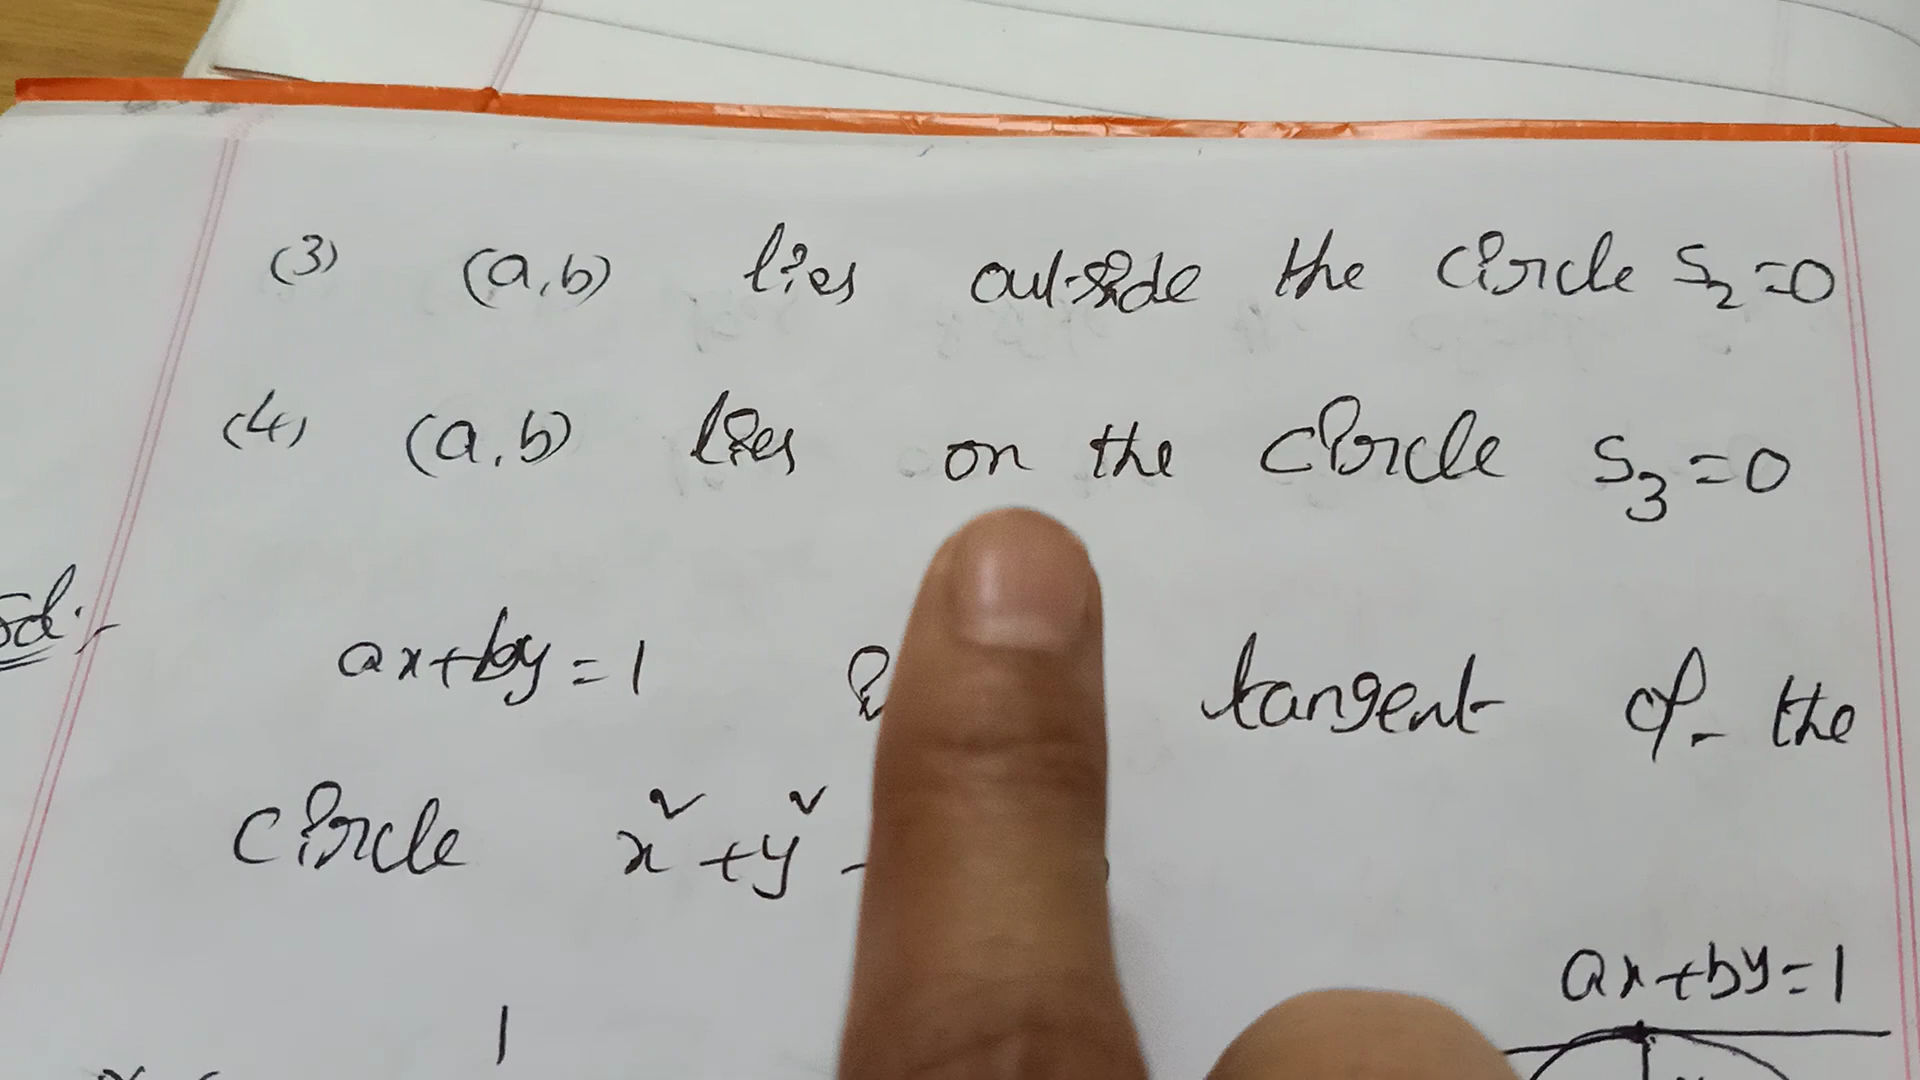 (3) (a,b) lies outside the circle S₂=0
(4) (a,b) lies on the circle S₃=0
Sol:-
ax+by=1 tangent of the
circle x²+y² -
ax+by=1
1